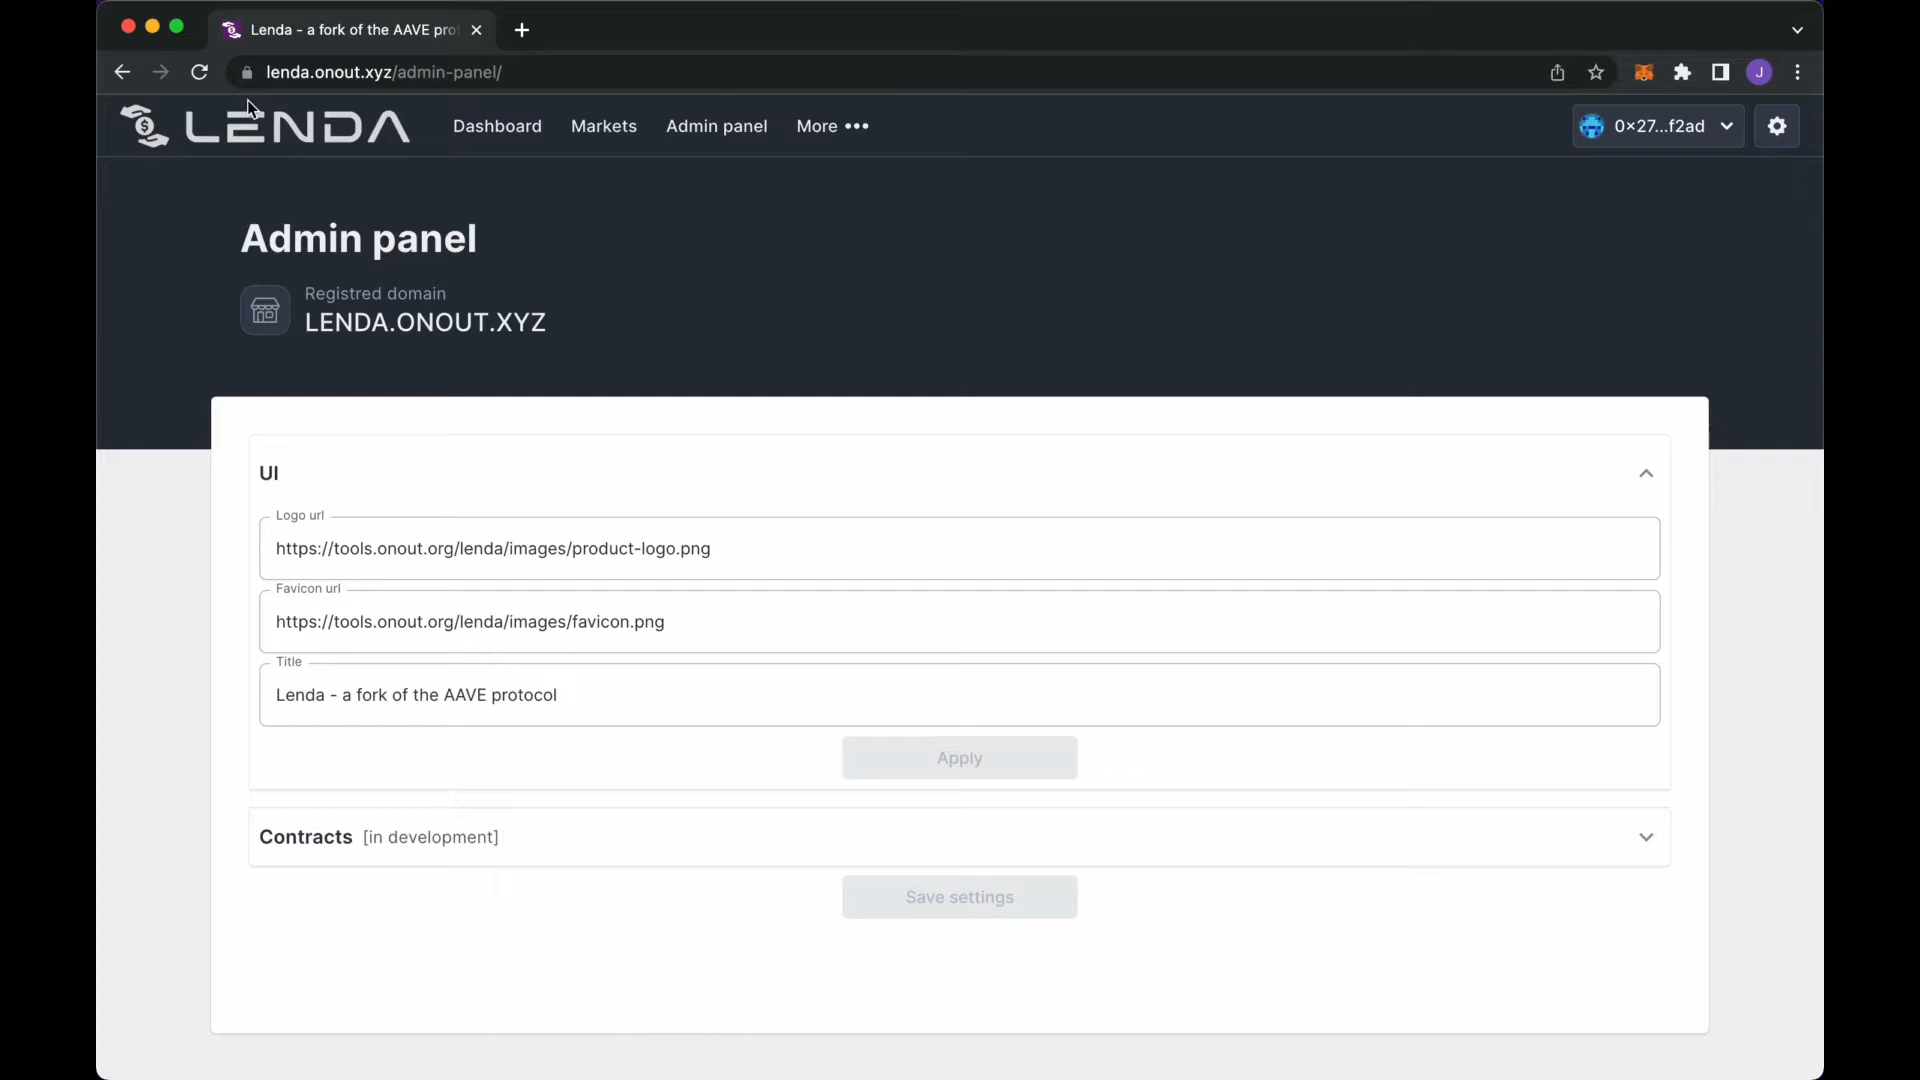 Lenda - a fork of the AAVE pro
lenda.onout.xyz/admin-panel/
J
LENDA
Dashboard
Markets
Admin panel
More •••
0×27...f2ad
Admin panel
Registred domain
LENDA.ONOUT.XYZ
UI
Logo url
https://tools.onout.org/lenda/images/product-logo.png
Favicon url
https://tools.onout.org/lenda/images/favicon.png
Title
Lenda - a fork of the AAVE protocol
Apply
Contracts [in development]
Save settings